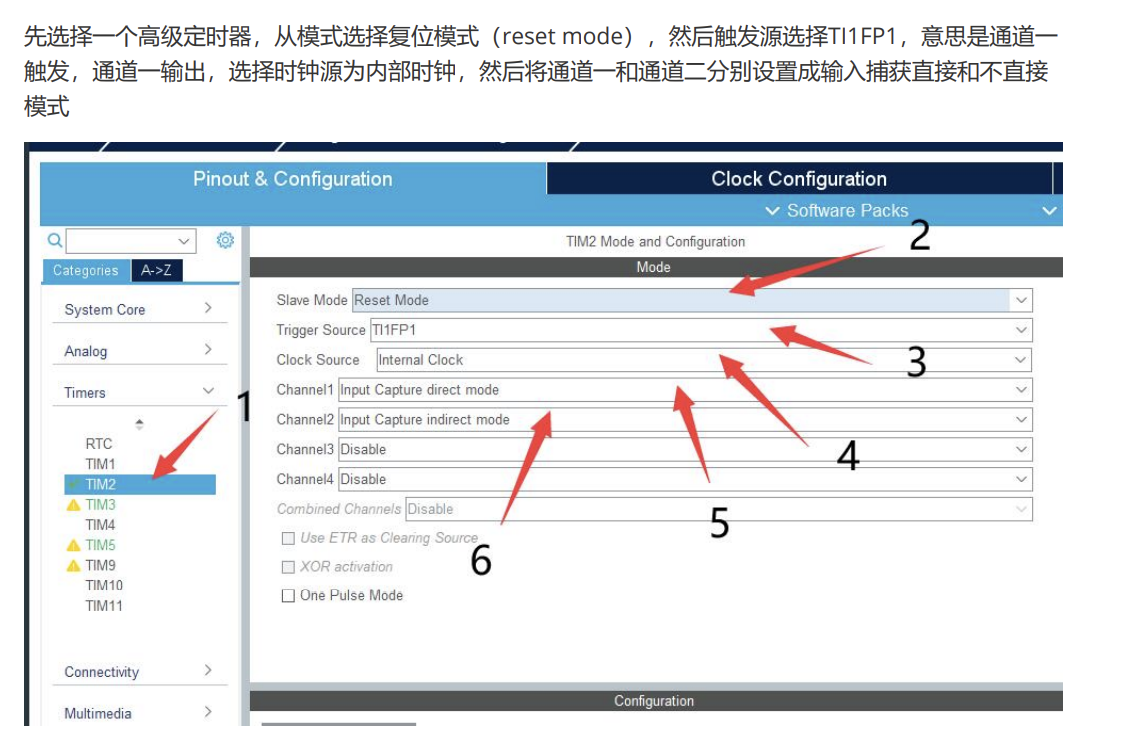 先选择一个高级定时器，从模式选择复位模式（reset mode），然后触发源选择TI1FP1，意思是通道一
触发，通道一输出，选择时钟源为内部时钟，然后将通道一和通道二分别设置成输入捕获直接和不直接
模式
Pinout & Configuration
Clock Configuration
Software Packs
2
TIM2 Mode and Configuration
Categories
A->Z
Mode
System Core
Slave Mode Reset Mode
Trigger Source TI1FP1
Analog
3
Clock Source Internal Clock
Timers
1
Channel1 Input Capture direct mode
Channel2 Input Capture indirect mode
RTC
Channel3 Disable
4
TIM1
TIM2
Channel4 Disable
TIM3
Combined Channels Disable
5
TIM4
Use ETR as Clearing Source
TIM5
6
TIM9
XOR activation
TIM10
One Pulse Mode
TIM11
Connectivity
Configuration
Multimedia